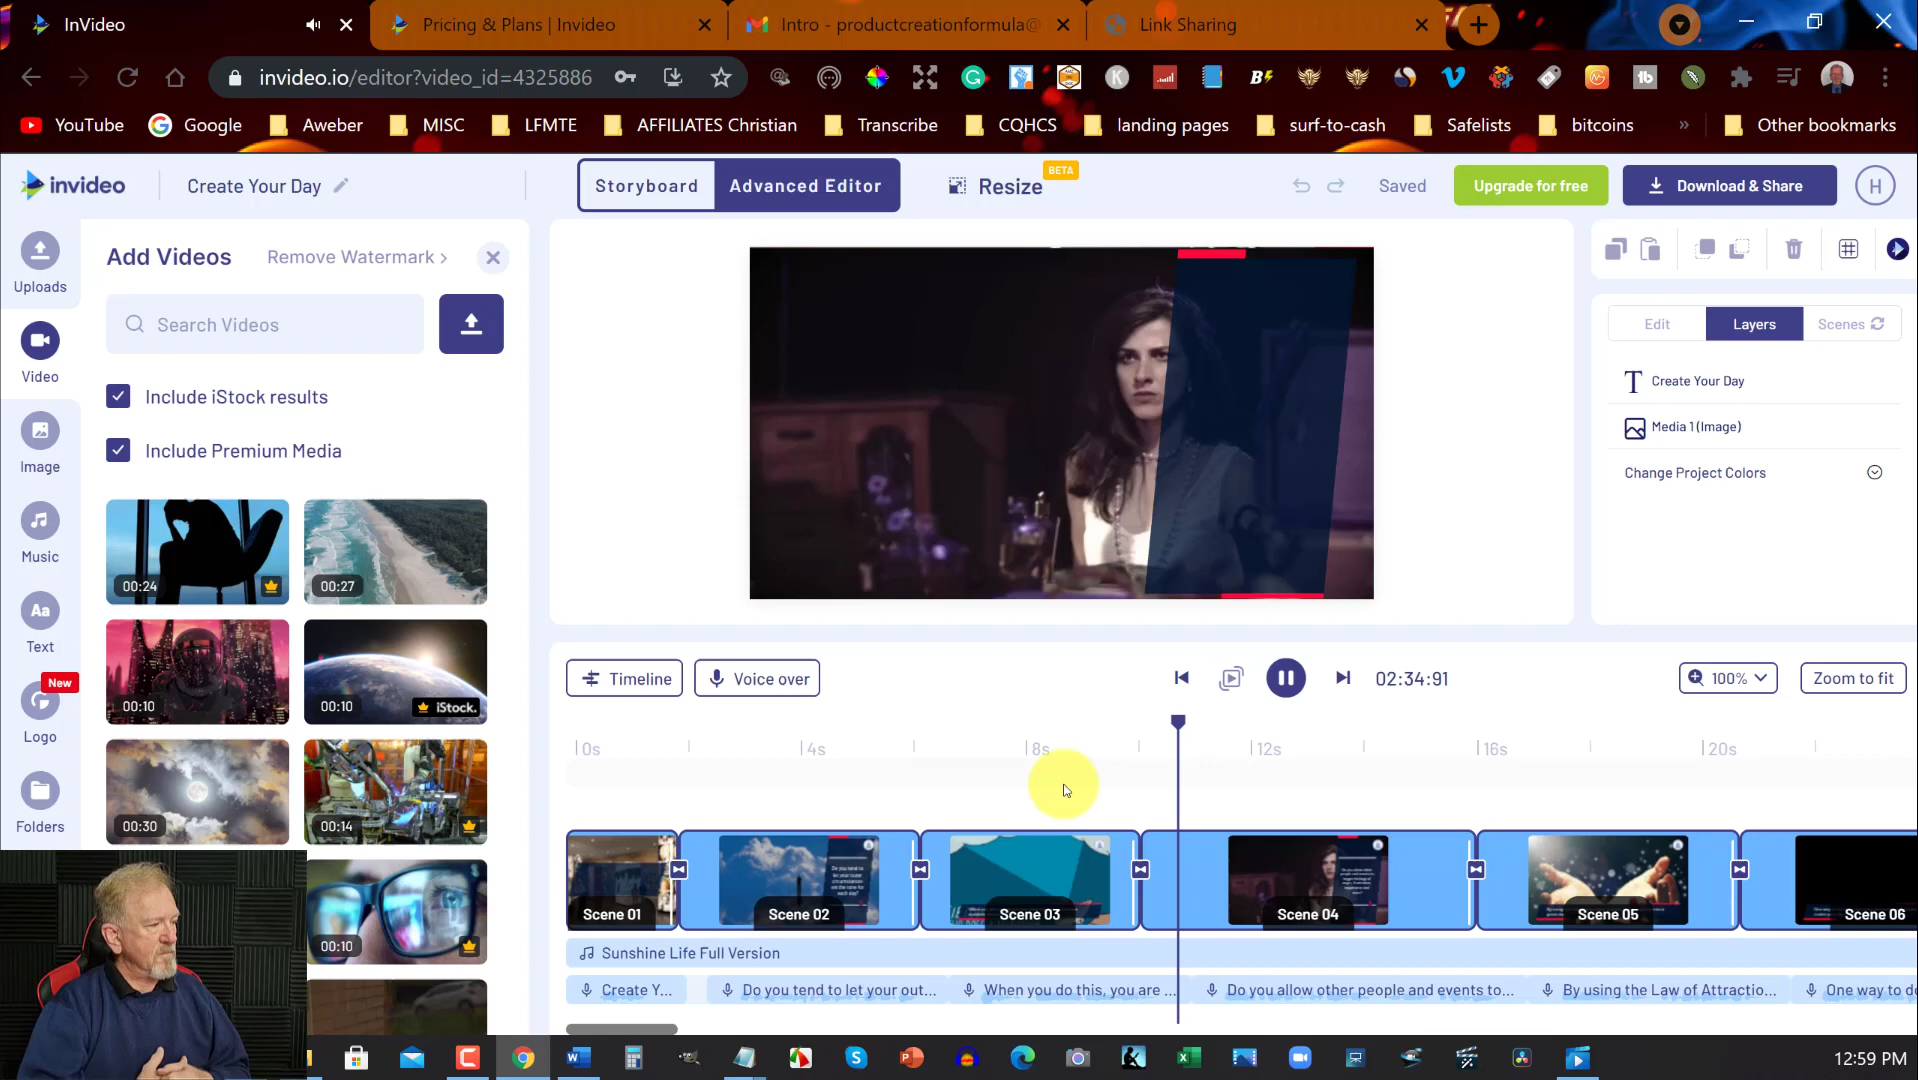 InVideo
Pricing & Plans | Invideo
Intro - productcreationformula@
Link Sharing
invideo.io/editor?video_id=4325886
YouTube
Google
Aweber
MISC
LFMTE
AFFILIATES Christian
Transcribe
CQHCS
landing pages
surf-to-cash
Safelists
bitcoins
»
Other bookmarks
invideo
Create Your Day
Storyboard
Advanced Editor
Resize
BETA
Saved
Upgrade for free
Download & Share
H
Uploads
Video
Image
Music
Aa
Text
New
Logo
Folders
Add Videos
Remove Watermark >
Search Videos
Include iStock results
Include Premium Media
00:24
00:27
00:10
00:10
iStock.
00:30
00:14
00:10
Edit
Layers
Scenes
T Create Your Day
Media 1 (Image)
Change Project Colors
Timeline
Voice over
02:34:91
100%
Zoom to fit
0s
4s
8s
12s
16s
20s
Scene 01
Scene 02
Scene 03
Scene 04
Scene 05
Scene 06
Sunshine Life Full Version
Create Y...
Do you tend to let your out...
When you do this, you are ...
Do you allow other people and events to...
By using the Law of Attractio...
One way to de
12:59 PM